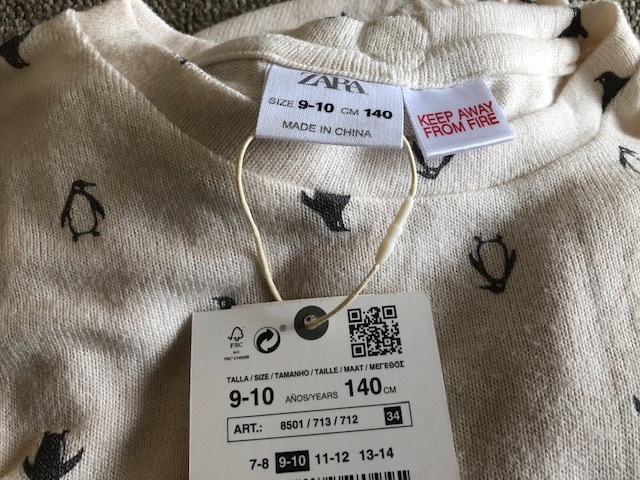 ZARA
SIZE 9-10 CM 140
MADE IN CHINA
KEEP AWAY
FROM FIRE
FSC
TALLA / SIZE / TAMANHO / TAILLE / MAAT / ΜΕΓΕΘΟΣ
9-10 AÑOS/YEARS 140 CM
ART.: 8501 / 713 / 712 34
7-8 9-10 11-12 13-14